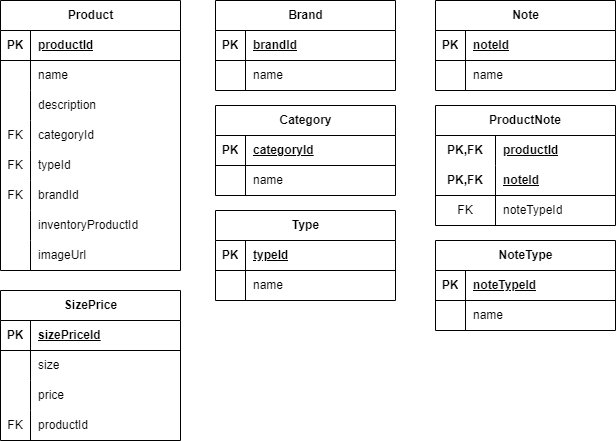 Product
PK productId
name
description
FK categoryId
FK typeId
FK brandId
inventoryProductId
imageUrl
SizePrice
PK sizePriceId
size
price
FK productId
Brand
PK brandId
name
Category
PK categoryId
name
Type
PK typeId
name
Note
PK noteId
name
ProductNote
PK,FK productId
PK,FK noteId
FK noteTypeId
NoteType
PK noteTypeId
name